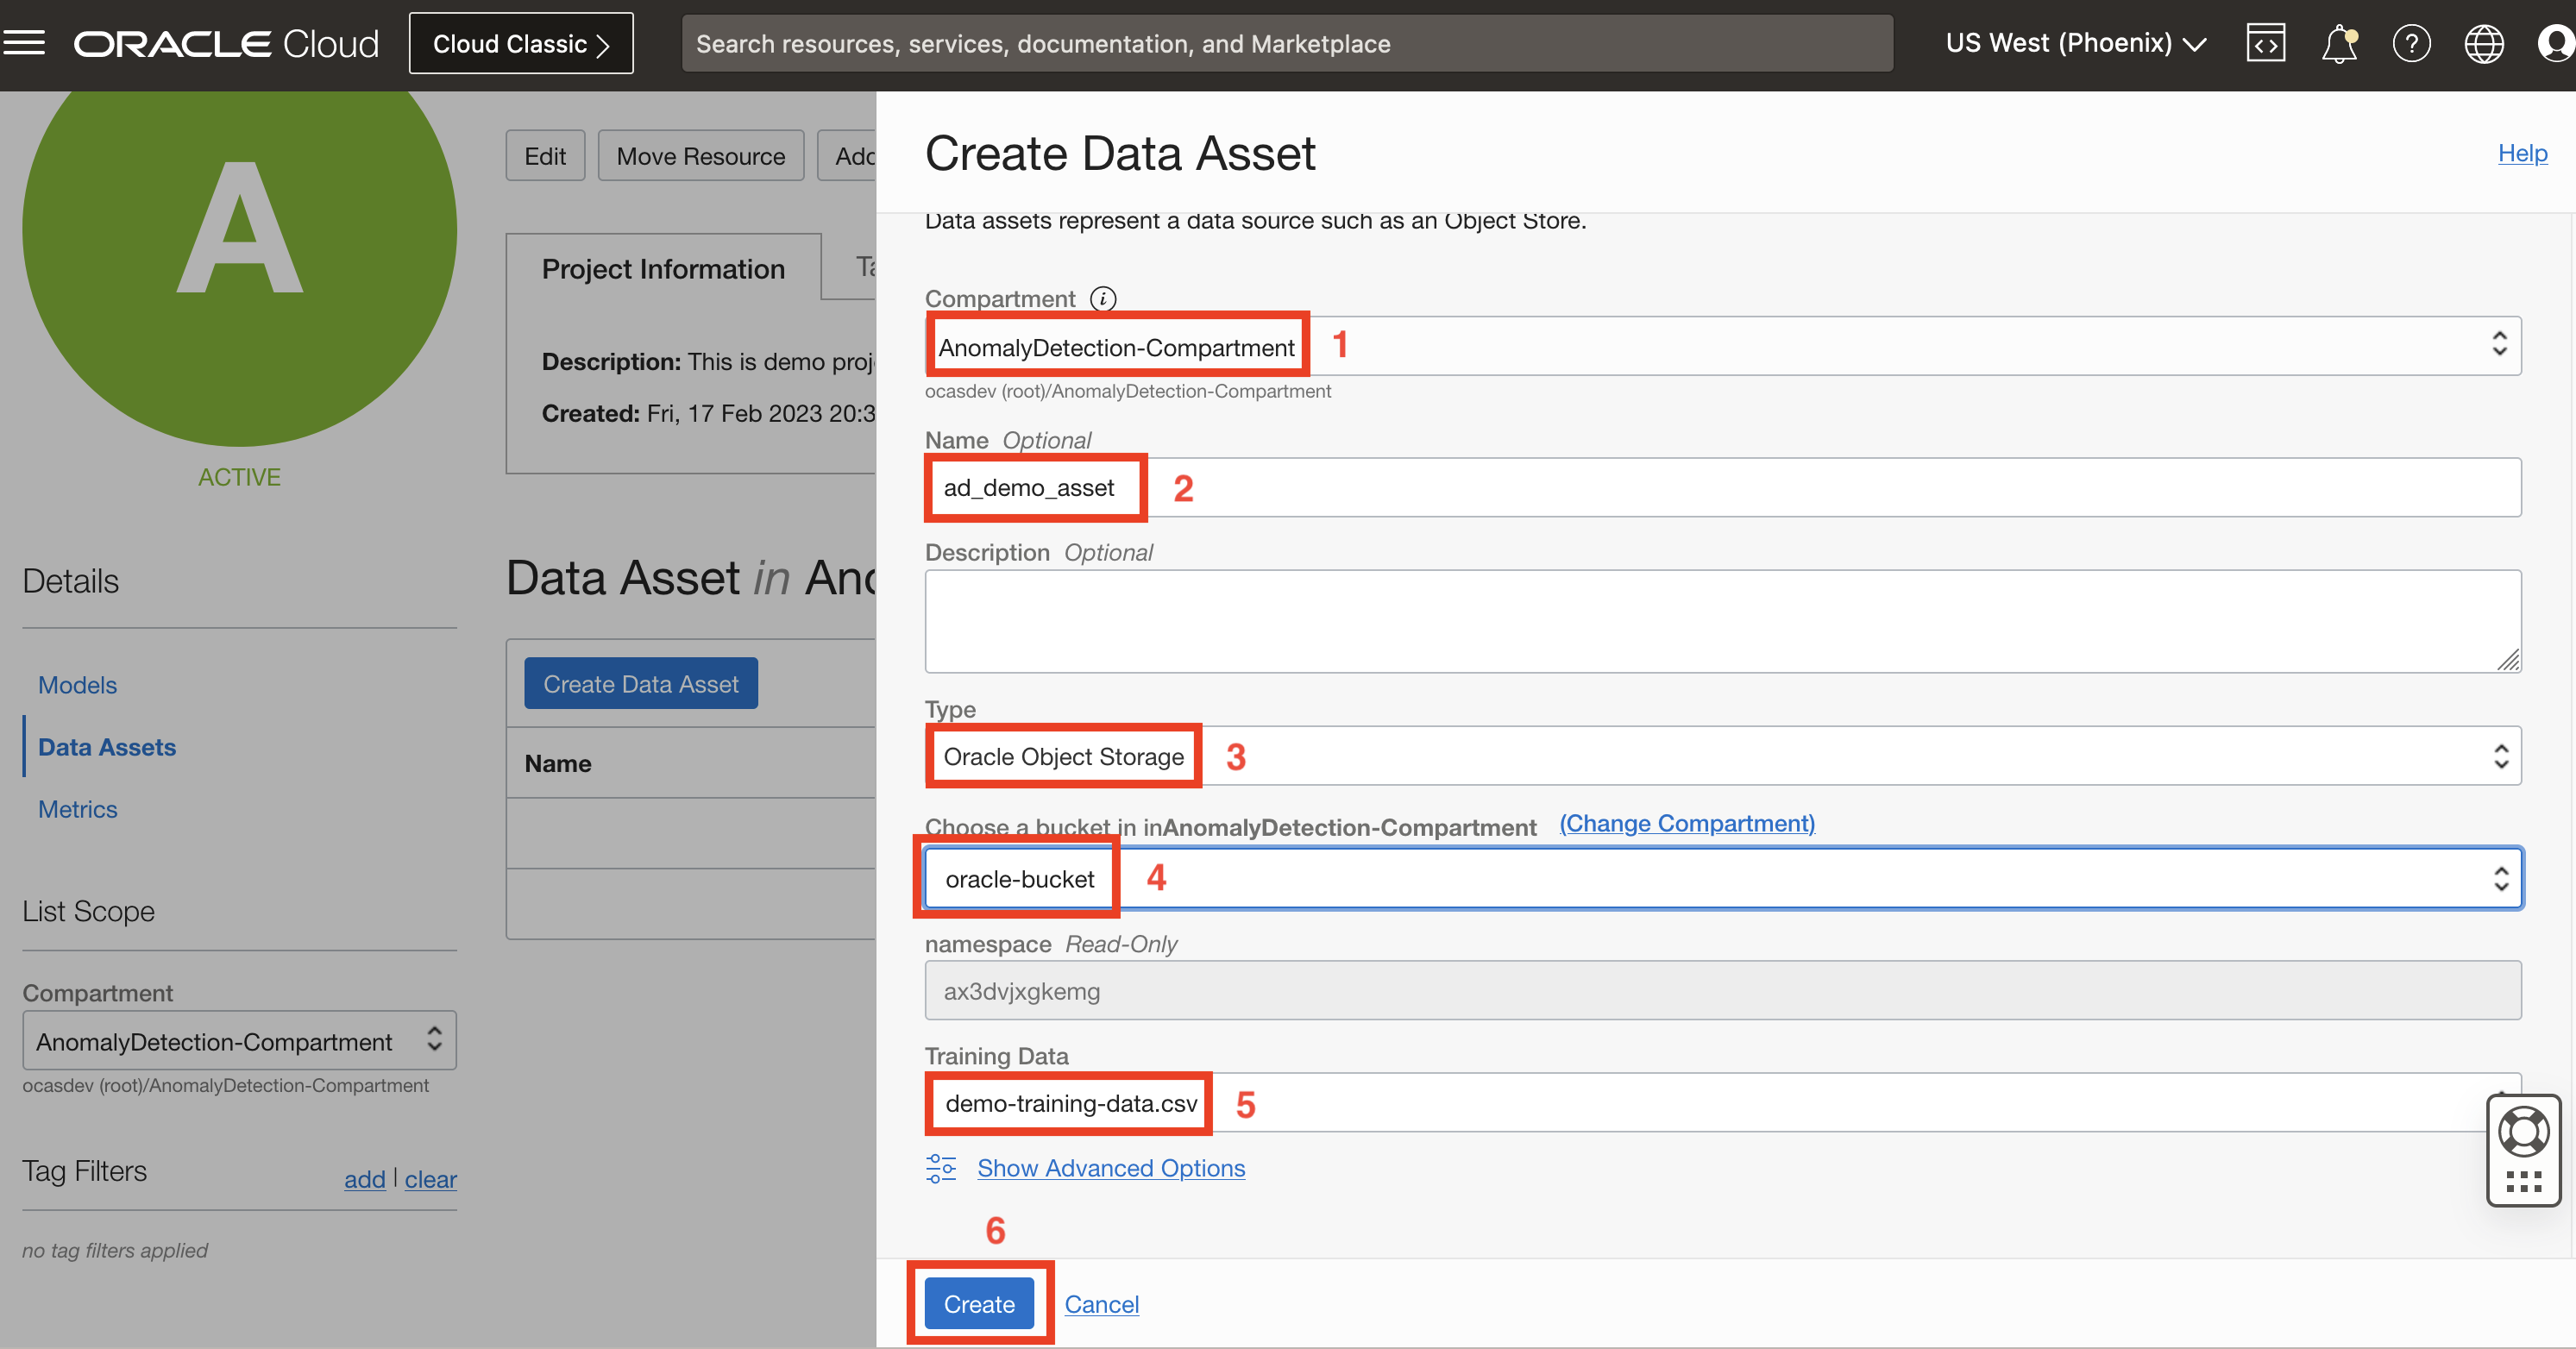 ORACLE Cloud
Cloud Classic
Search resources, services, documentation, and Marketplace
US West (Phoenix)
A
ACTIVE
Details
Models
Data Assets
Metrics
List Scope
Compartment
AnomalyDetection-Compartment
ocasdev (root)/AnomalyDetection-Compartment
Tag Filters
add | clear
no tag filters applied
Edit
Move Resource
Project Information
Description: This is demo
Created: Fri, 17 Feb 2023 20:3
Data Asset in
Create Data Asset
Name
Create Data Asset
Help
Data assets represent a data source such as an Object Store.
Compartment i
AnomalyDetection-Compartment 1
ocasdev (root)/AnomalyDetection-Compartment
Name Optional
ad_demo_asset 2
Description Optional
Type
Oracle Object Storage 3
Choose a bucket in inAnomalyDetection-Compartment (Change Compartment)
oracle-bucket 4
namespace Read-Only
ax3dvjxgkemg
Training Data
demo-training-data.csv 5
Show Advanced Options
6
Create
Cancel